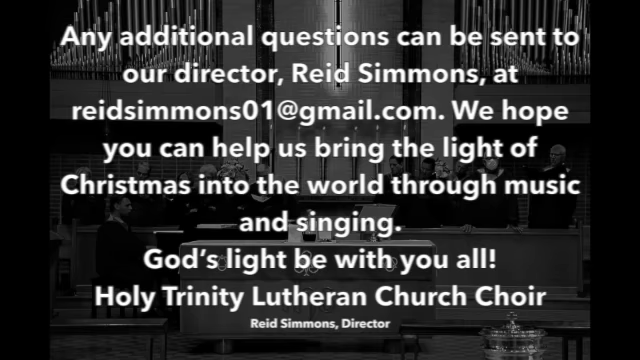 Any additional questions can be sent to
our director, Reid Simmons, at
reidsimmons01@gmail.com. We hope
you can help us bring the light of
Christmas into the world through music
and singing.
God’s light be with you all!
Holy Trinity Lutheran Church Choir
Reid Simmons, Director